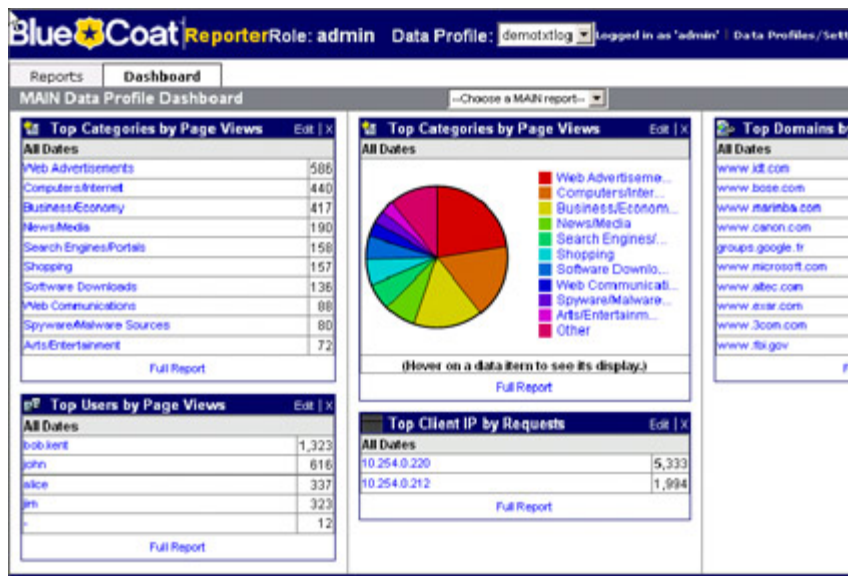 Blue Coat Reporter Role: admin Data Profile: demotxtlog Logged in as 'admin' | Data Profiles/Sett
Reports Dashboard
MAIN Data Profile Dashboard --Choose a MAIN report--
Top Categories by Page Views Edit | X
All Dates
Web Advertisements 586
Computers/Internet 440
Business/Economy 417
News/Media 190
Search Engines/Portals 158
Shopping 157
Software Downloads 136
Web Communications 88
Spyware/Malware Sources 80
Arts/Entertainment 72
Full Report
Top Users by Page Views Edit | X
All Dates
bob.kent 1,323
john 616
alice 337
jim 323
- 12
Full Report
Top Categories by Page Views Edit | X
All Dates
Web Advertiseme...
Computers/Inter...
Business/Econom...
News/Media
Search Engines/...
Shopping
Software Downlo...
Web Communicati...
Spyware/Malware...
Arts/Entertainm...
Other
(Hover on a data item to see its display.)
Full Report
Top Client IP by Requests Edit | X
All Dates
10.254.0.220 5,333
10.254.0.212 1,994
Full Report
Top Domains b
All Dates
www.idt.com
www.bose.com
www.marimba.com
www.canon.com
groups.google.fr
www.microsoft.com
www.altec.com
www.exar.com
www.3com.com
www.fbi.gov